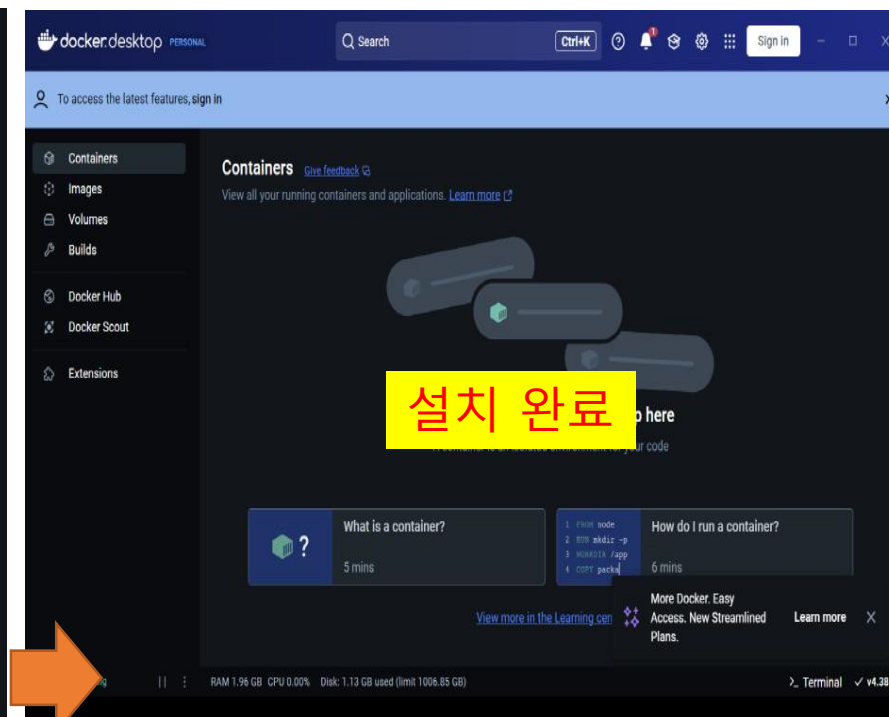 docker.desktop PERSONAL
Search
Ctrl+K
1
Sign in
To access the latest features, sign in
Containers
Images
Volumes
Builds
Docker Hub
Docker Scout
Extensions
Containers Give feedback
View all your running containers and applications. Learn more
설치 완료
here
code
?
What is a container?
5 mins
1 FROM node
2 RUN mkdir -p
3 WORKDIR /app
4 COPY packa
How do I run a container?
6 mins
View more in the Learning cen
More Docker. Easy
Access. New Streamlined
Plans.
Learn more
RAM 1.96 GB CPU 0.00% Disk: 1.13 GB used (limit 1006.85 GB)
Terminal
v4.38